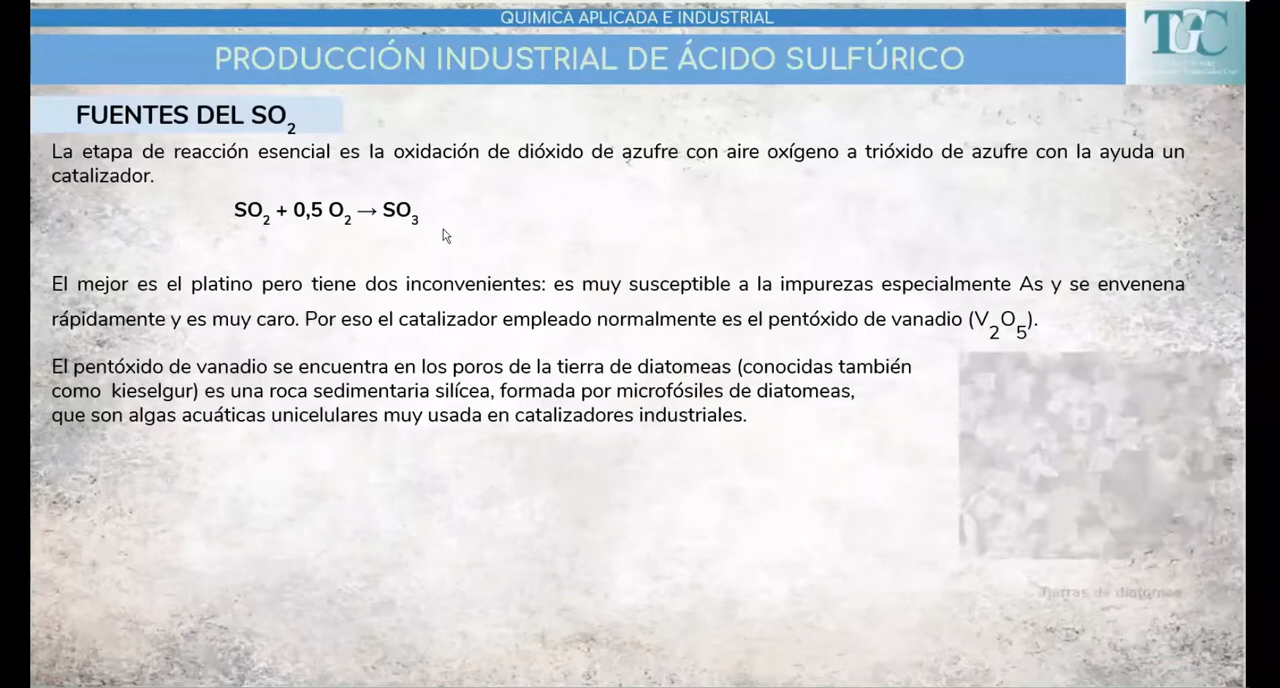 QUIMICA APLICADA E INDUSTRIAL
PRODUCCIÓN INDUSTRIAL DE ÁCIDO SULFÚRICO
TGC
FUENTES DEL SO₂
La etapa de reacción esencial es la oxidación de dióxido de azufre con aire oxígeno a trióxido de azufre con la ayuda un
catalizador.
SO₂ + 0,5 O₂ → SO₃
El mejor es el platino pero tiene dos inconvenientes: es muy susceptible a la impurezas especialmente As y se envenena
rápidamente y es muy caro. Por eso el catalizador empleado normalmente es el pentóxido de vanadio (V₂O₅).
El pentóxido de vanadio se encuentra en los poros de la tierra de diatomeas (conocidas también
como kieselgur) es una roca sedimentaria silícea, formada por microfósiles de diatomeas,
que son algas acuáticas unicelulares muy usada en catalizadores industriales.
Tierras de diatomea